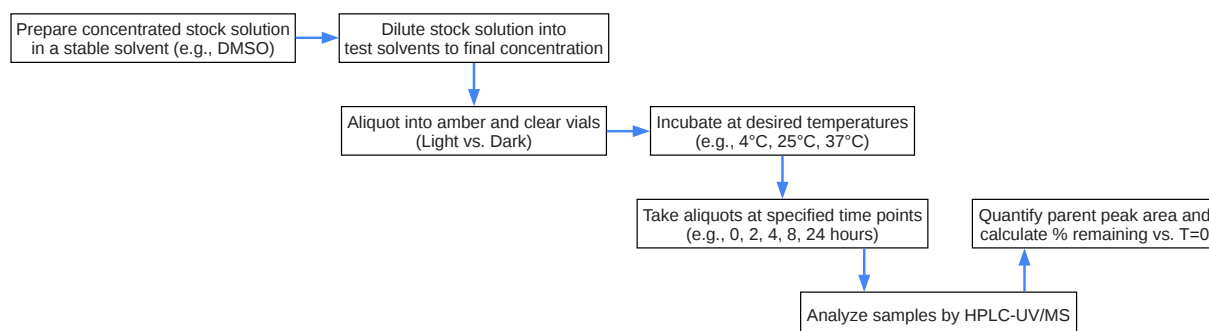 Prepare concentrated stock solution
in a stable solvent (e.g., DMSO)
Dilute stock solution into
test solvents to final concentration
Aliquot into amber and clear vials
(Light vs. Dark)
Incubate at desired temperatures
(e.g., 4°C, 25°C, 37°C)
Take aliquots at specified time points
(e.g., 0, 2, 4, 8, 24 hours)
Analyze samples by HPLC-UV/MS
Quantify parent peak area and
calculate % remaining vs. T=0